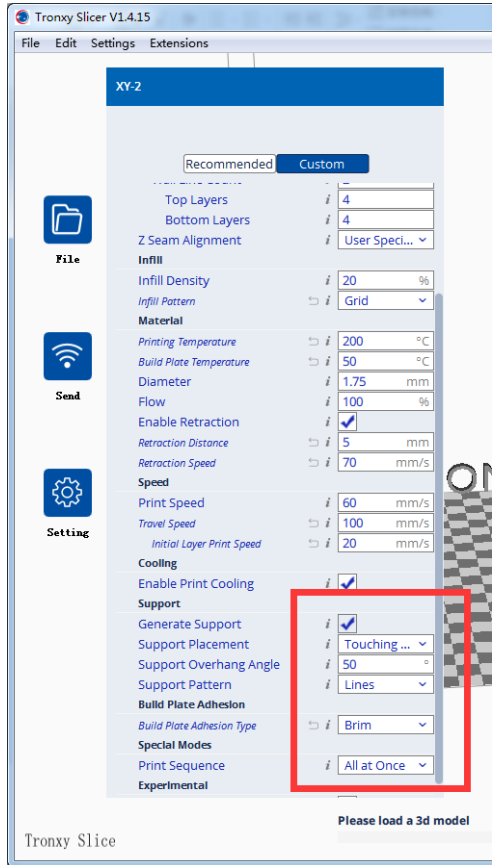 Tronxy Slicer V1.4.15
File Edit Settings Extensions
XY-2
Recommended Custom
Top Layers i 4
Bottom Layers i 4
Z Seam Alignment i User Speci...
Infill
Infill Density i 20 %
Infill Pattern i Grid
Material
Printing Temperature i 200 °C
Build Plate Temperature i 50 °C
Diameter i 1.75 mm
Flow i 100 %
Enable Retraction i
Retraction Distance i 5 mm
Retraction Speed i 70 mm/s
Speed
Print Speed i 60 mm/s
Travel Speed i 100 mm/s
Initial Layer Print Speed i 20 mm/s
Cooling
Enable Print Cooling i
Support
Generate Support i
Support Placement i Touching ...
Support Overhang Angle i 50 °
Support Pattern i Lines
Build Plate Adhesion
Build Plate Adhesion Type i Brim
Special Modes
Print Sequence i All at Once
Experimental
File
Send
Setting
Please load a 3d model
Tronxy Slice